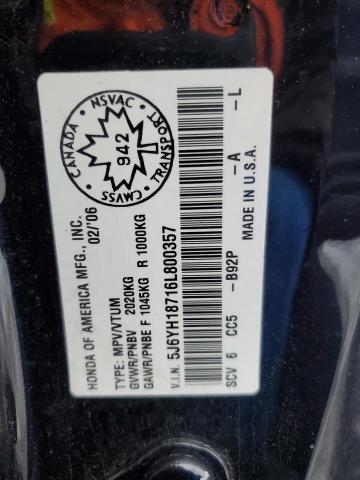 HONDA OF AMERICA MFG., INC.
02/'06
TYPE: MPV/VTUM
GVWR/PNBV 2020KG
GAWR/PNBE F 1045KG R 1000KG
V.I.N. 5J6YH18716L800357
SCV 6 CC5 -B92P -A -L
MADE IN U.S.A.
CANADA · NSVAC · TRANSPORT · CMVSS
942